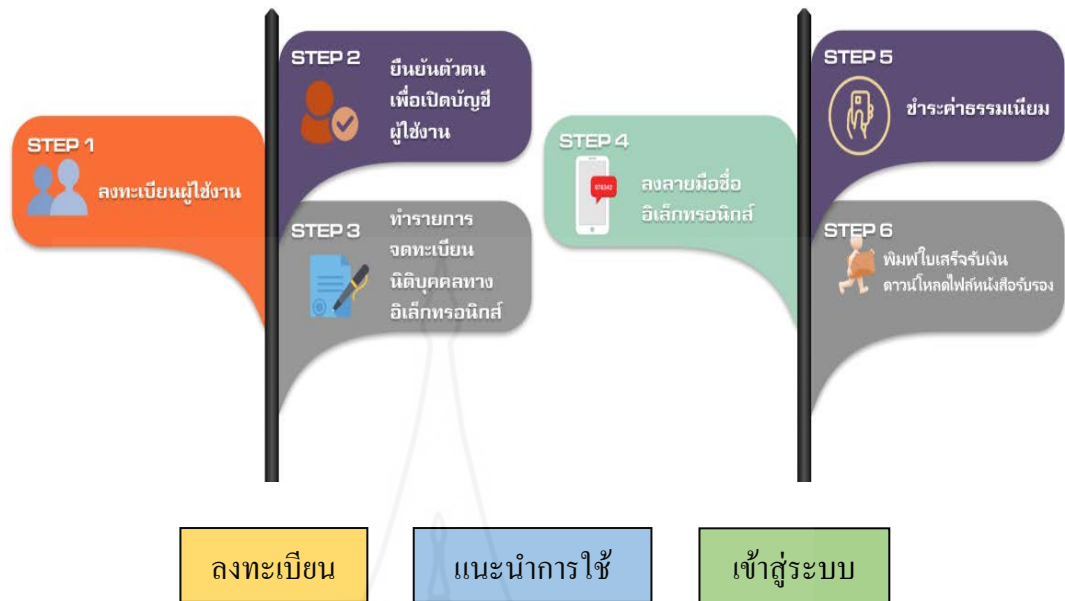 STEP 1
ลงทะเบียนผู้ใช้งาน
STEP 2
ยืนยันตัวตน
เพื่อเปิดบัญชี
ผู้ใช้งาน
STEP 3
ทำรายการ
จดทะเบียน
นิติบุคคลทาง
อิเล็กทรอนิกส์
STEP 4
ลงลายมือชื่อ
อิเล็กทรอนิกส์
STEP 5
ชำระค่าธรรมเนียม
STEP 6
พิมพ์ใบเสร็จรับเงิน
ดาวน์โหลดไฟล์หนังสือรับรอง
ลงทะเบียน
แนะนำการใช้
เข้าสู่ระบบ